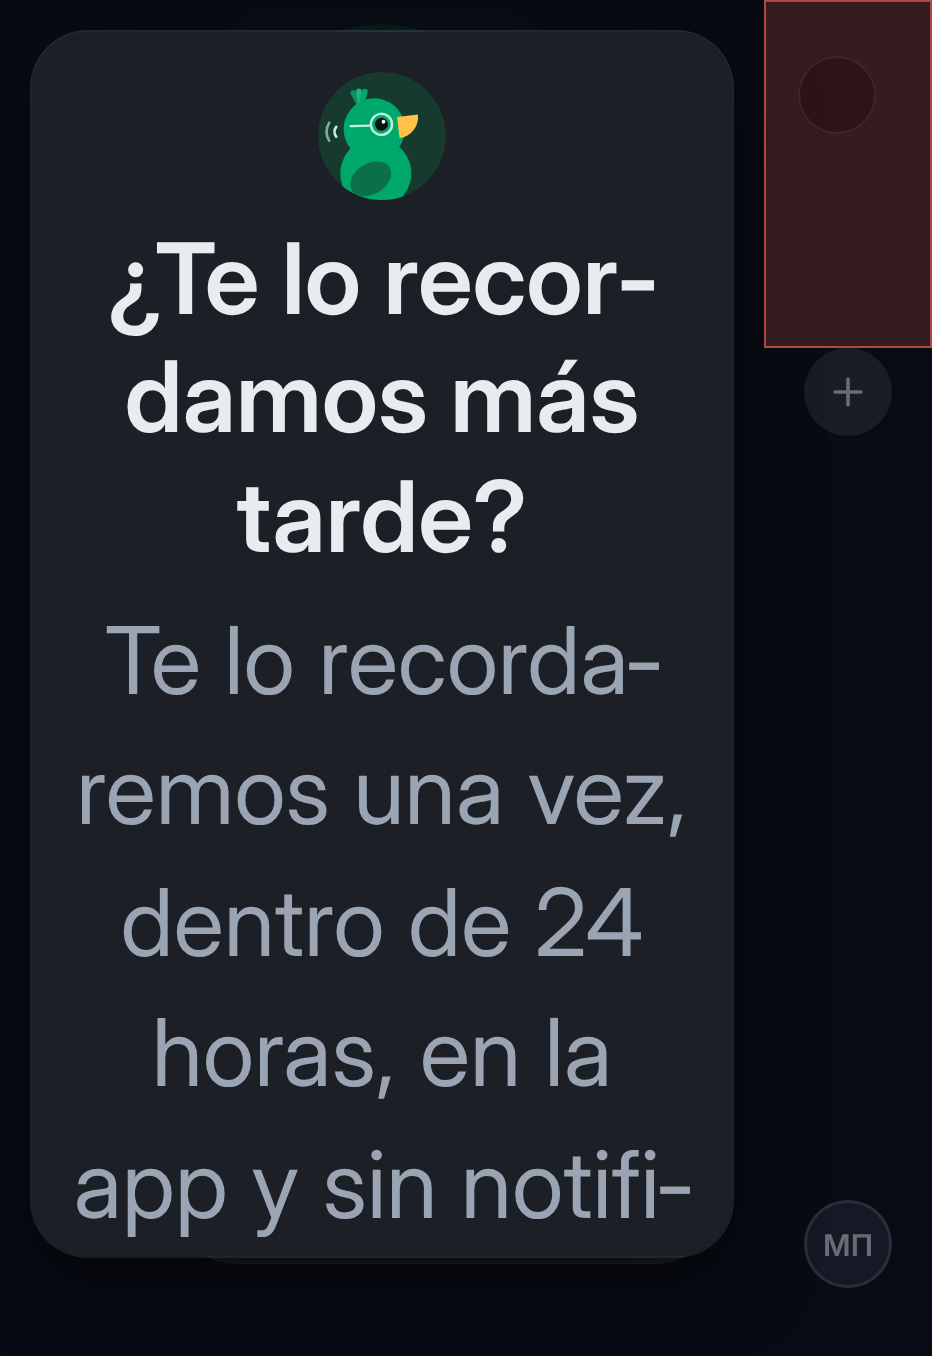 ¿Te lo recor-
damos más
tarde?
Te lo recorda-
remos una vez,
dentro de 24
horas, en la
app y sin notifi-
МП